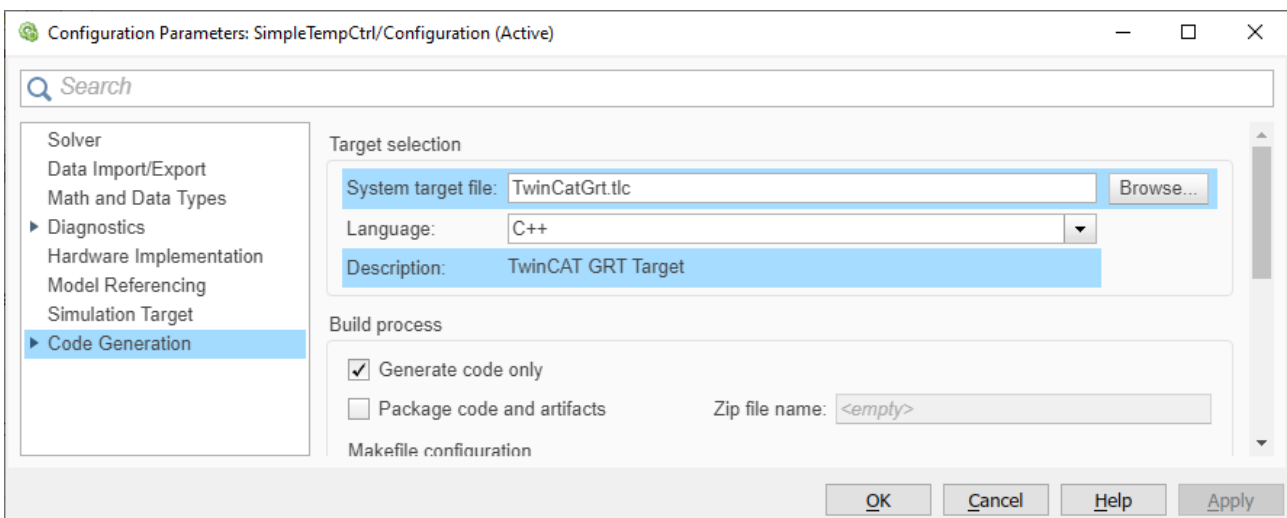 Configuration Parameters: SimpleTempCtrl/Configuration (Active)
Search
Solver
Data Import/Export
Math and Data Types
Diagnostics
Hardware Implementation
Model Referencing
Simulation Target
Code Generation
Target selection
System target file: TwinCatGrt.tlc Browse...
Language: C++
Description: TwinCAT GRT Target
Build process
Generate code only
Package code and artifacts Zip file name: <empty>
Makefile configuration
OK Cancel Help Apply